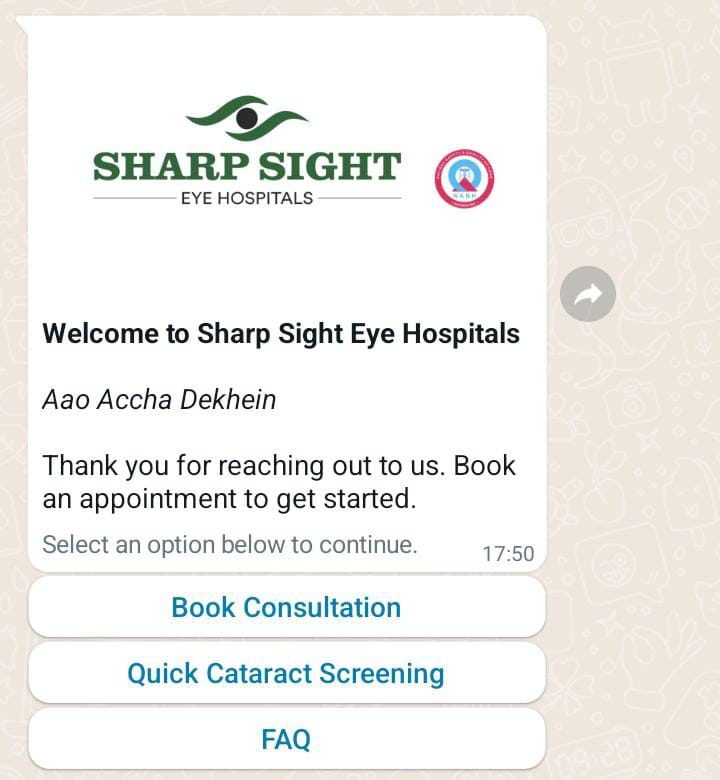 SHARP SIGHT
EYE HOSPITALS
NABH
Welcome to Sharp Sight Eye Hospitals
Aao Accha Dekhein
Thank you for reaching out to us. Book
an appointment to get started.
Select an option below to continue.
17:50
Book Consultation
Quick Cataract Screening
FAQ